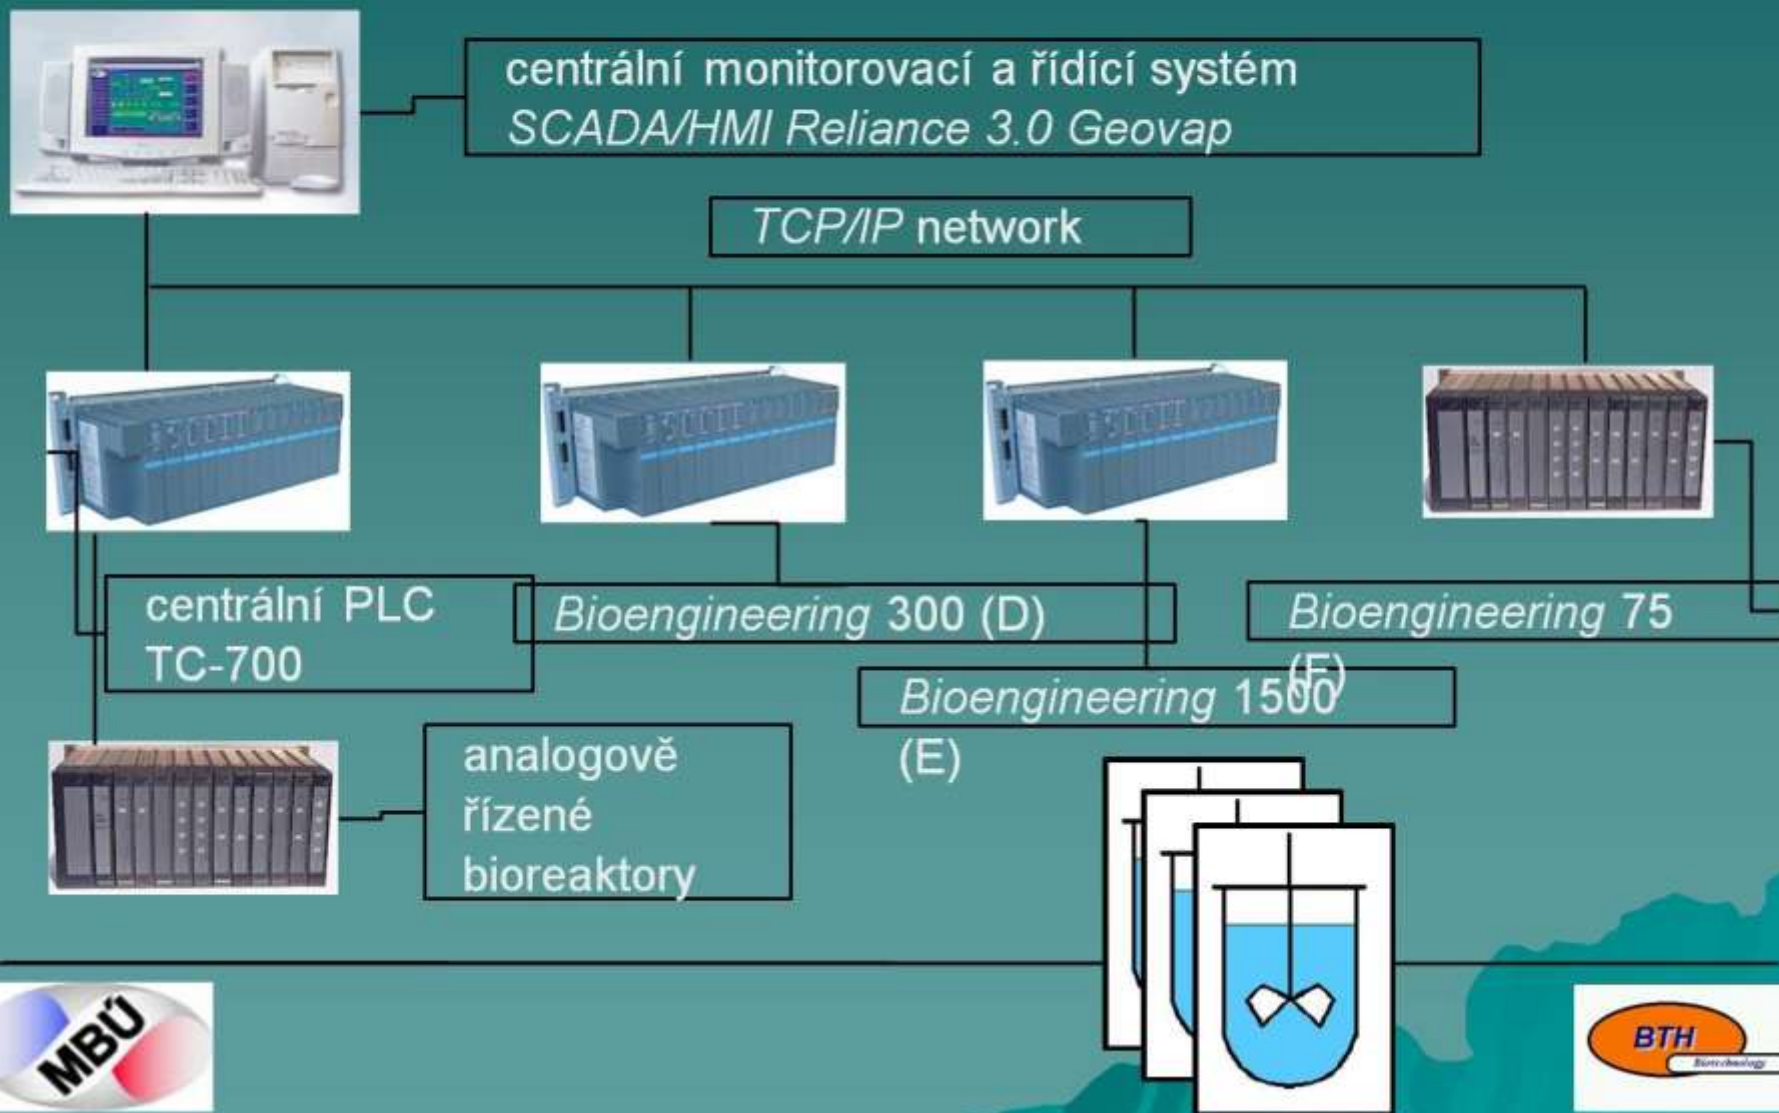 centrální monitorovací a řídící systém
SCADA/HMI Reliance 3.0 Geovap
TCP/IP network
centrální PLC
TC-700
Bioengineering 300 (D)
Bioengineering 1500
(E)
Bioengineering 75
(F)
analogově
řízené
bioreaktory
MBÚ
BTH
Biotechnology